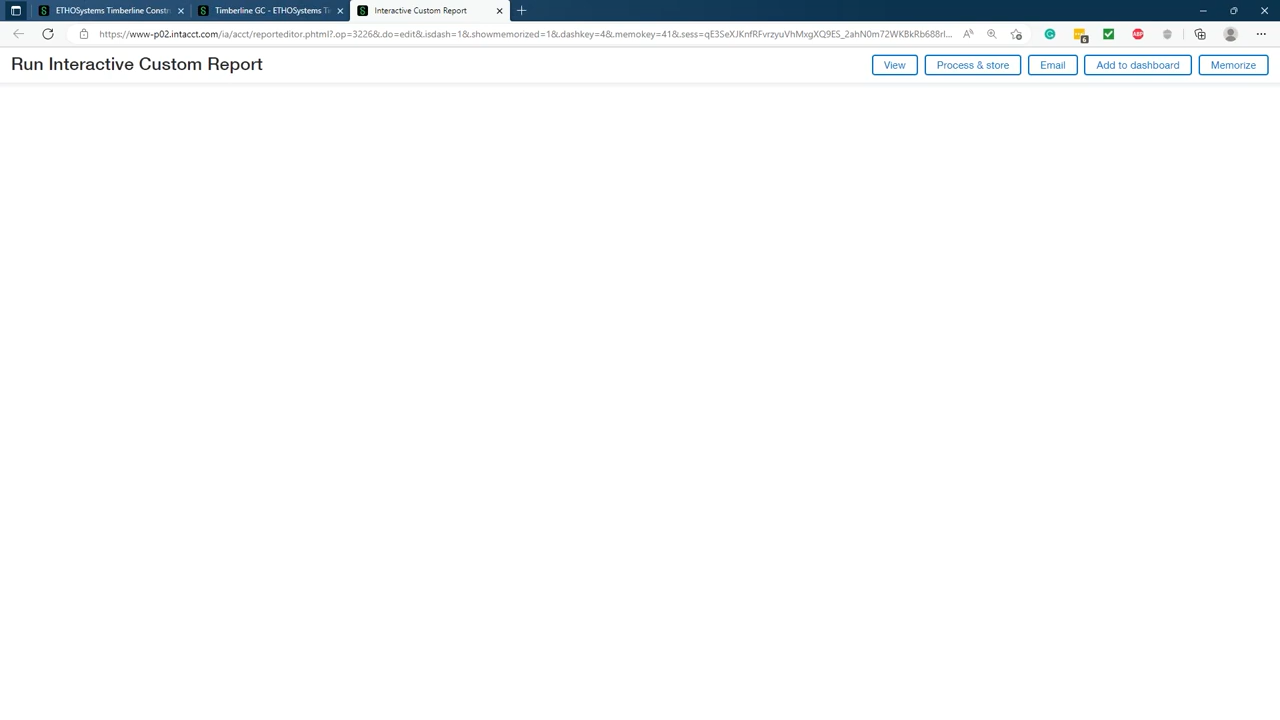 ETHOSystems Timberline Constr
Timberline GC - ETHOSystems Ti
Interactive Custom Report
https://www-p02.intacct.com/ia/acct/reporteditor.phtml?.op=3226&.do=edit&.isdash=1&.showmemorized=1&.dashkey=4&.memokey=41&.sess=qE3SeXJKnfRFvrzyuVhMxgXQ9ES_2ahN0m72WKBkRb688rl...
6
ABP
Run Interactive Custom Report
View
Process & store
Email
Add to dashboard
Memorize